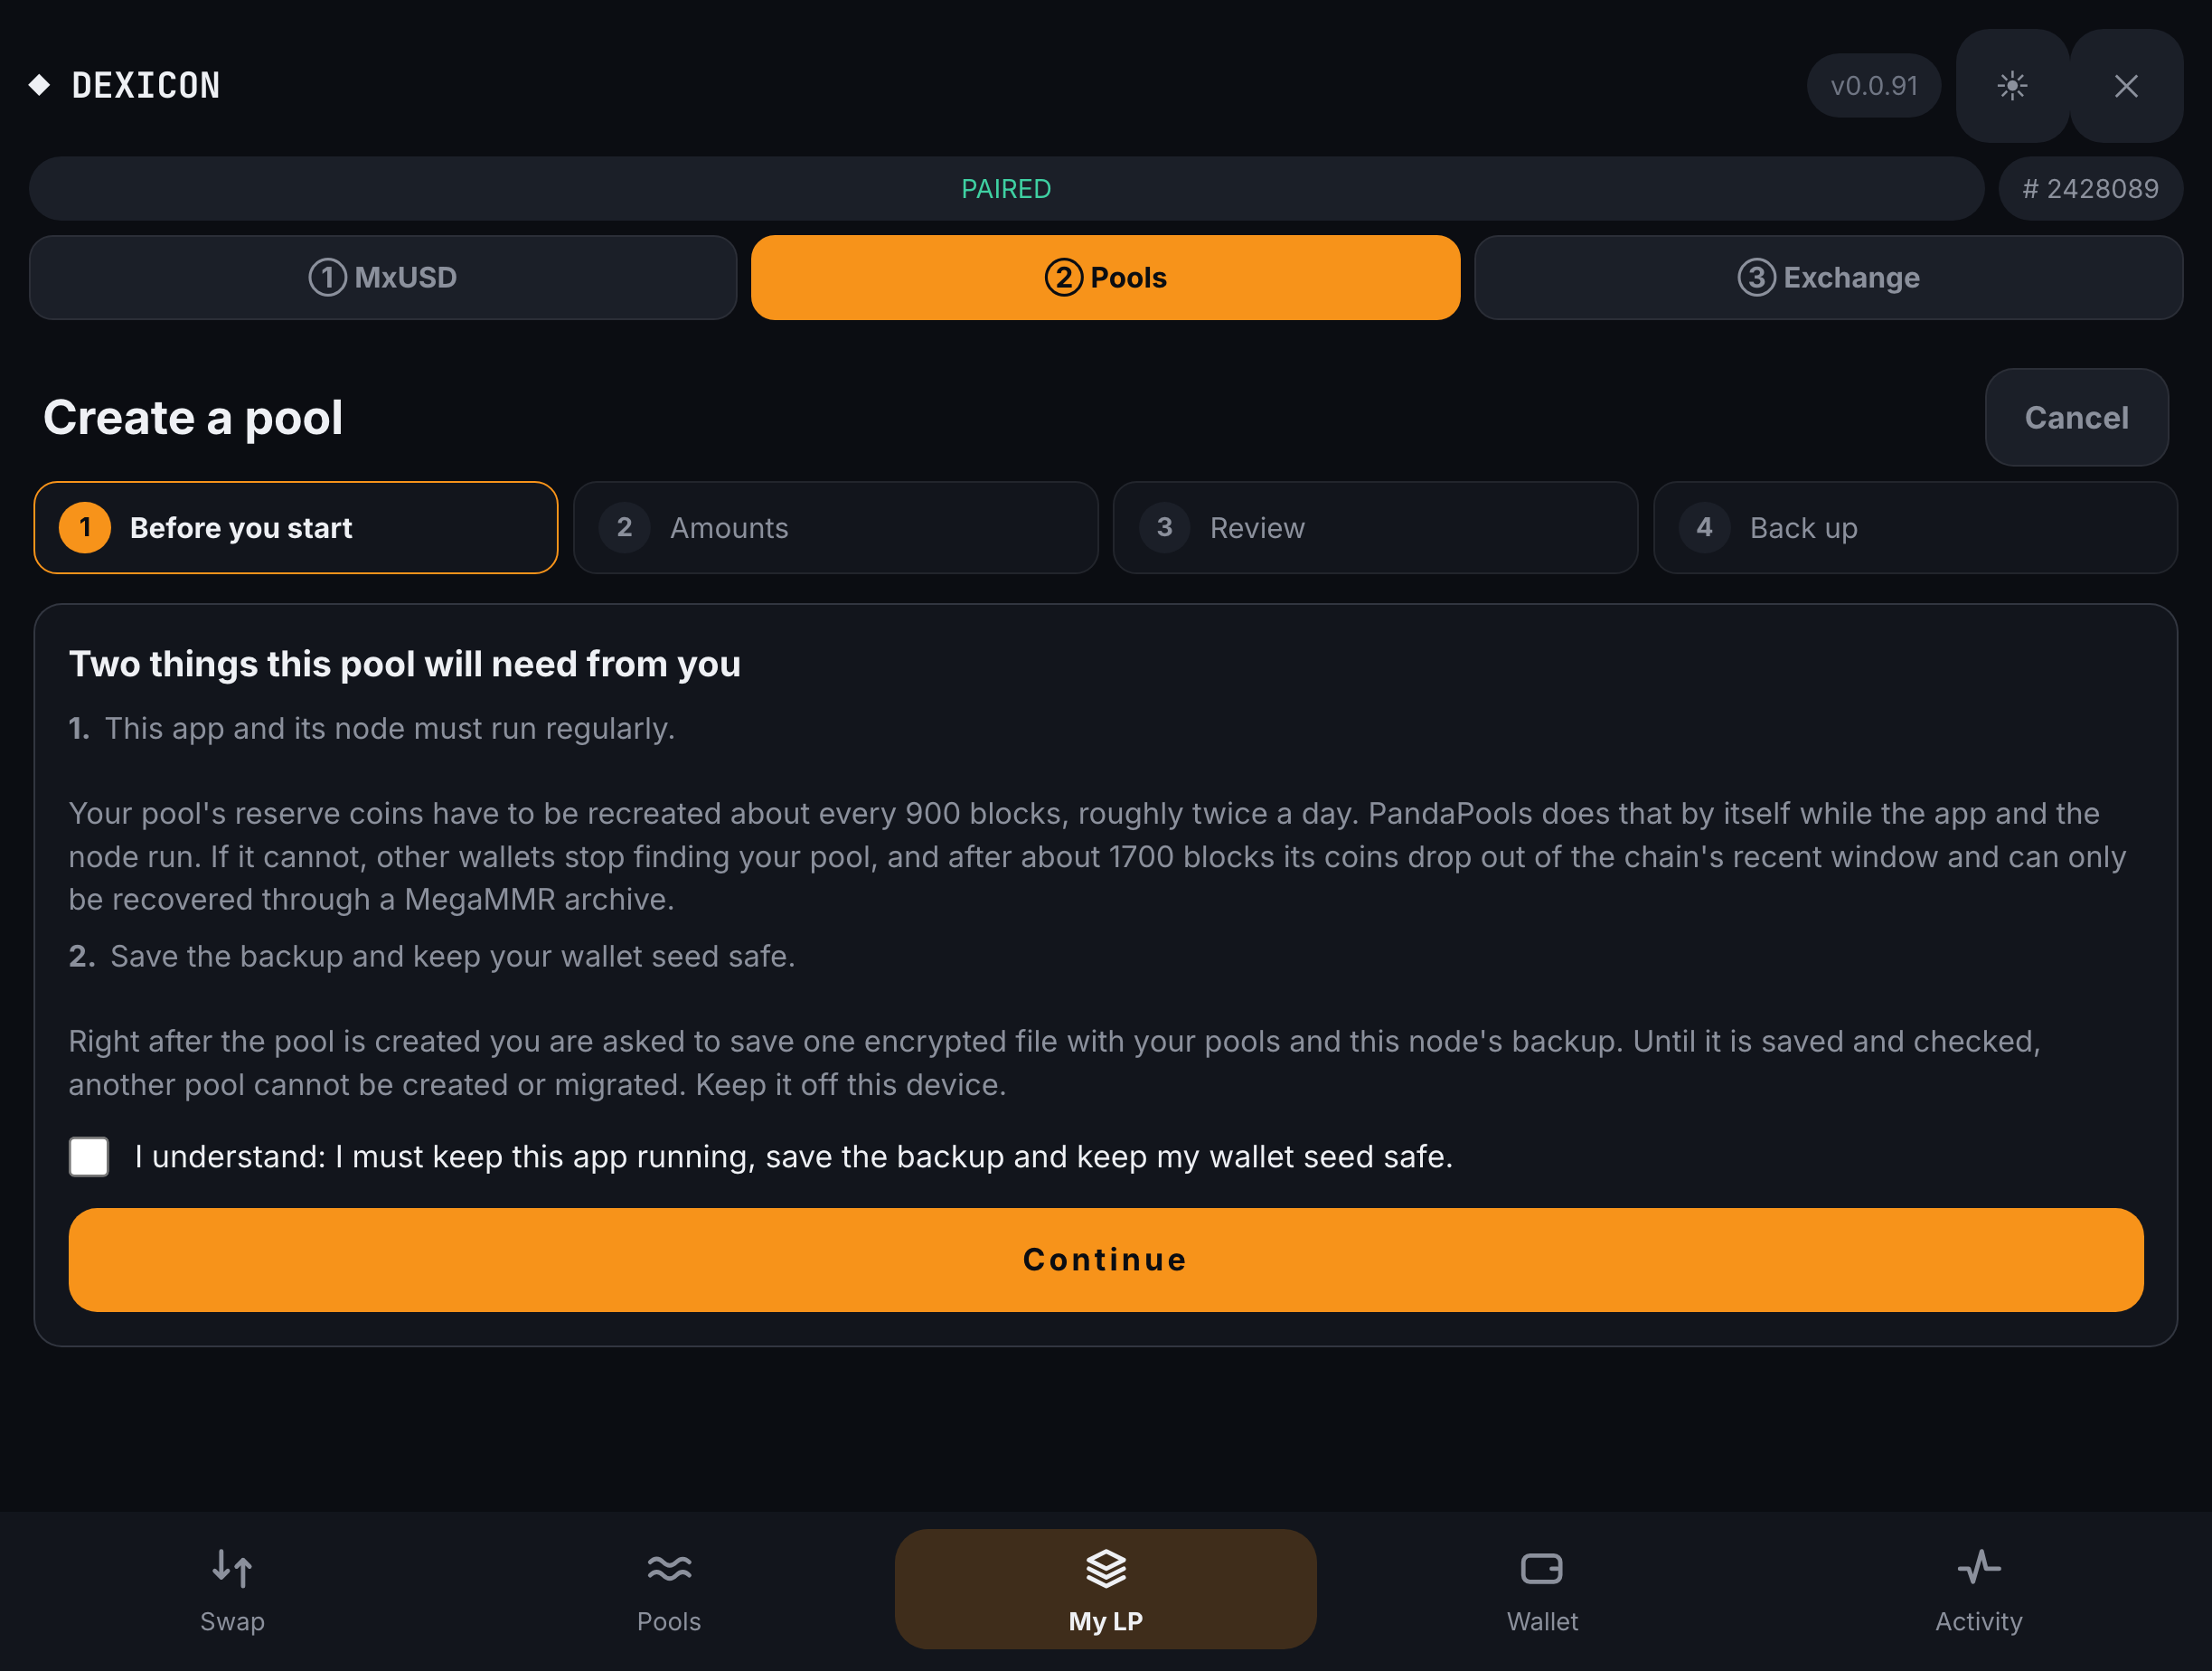 DEXICON
v0.0.91
PAIRED
# 2428089
1 MxUSD
2 Pools
3 Exchange
Create a pool
Cancel
1 Before you start
2 Amounts
3 Review
4 Back up
Two things this pool will need from you
1. This app and its node must run regularly.
Your pool's reserve coins have to be recreated about every 900 blocks, roughly twice a day. PandaPools does that by itself while the app and the
node run. If it cannot, other wallets stop finding your pool, and after about 1700 blocks its coins drop out of the chain's recent window and can only
be recovered through a MegaMMR archive.
2. Save the backup and keep your wallet seed safe.
Right after the pool is created you are asked to save one encrypted file with your pools and this node's backup. Until it is saved and checked,
another pool cannot be created or migrated. Keep it off this device.
I understand: I must keep this app running, save the backup and keep my wallet seed safe.
Continue
Swap
Pools
My LP
Wallet
Activity